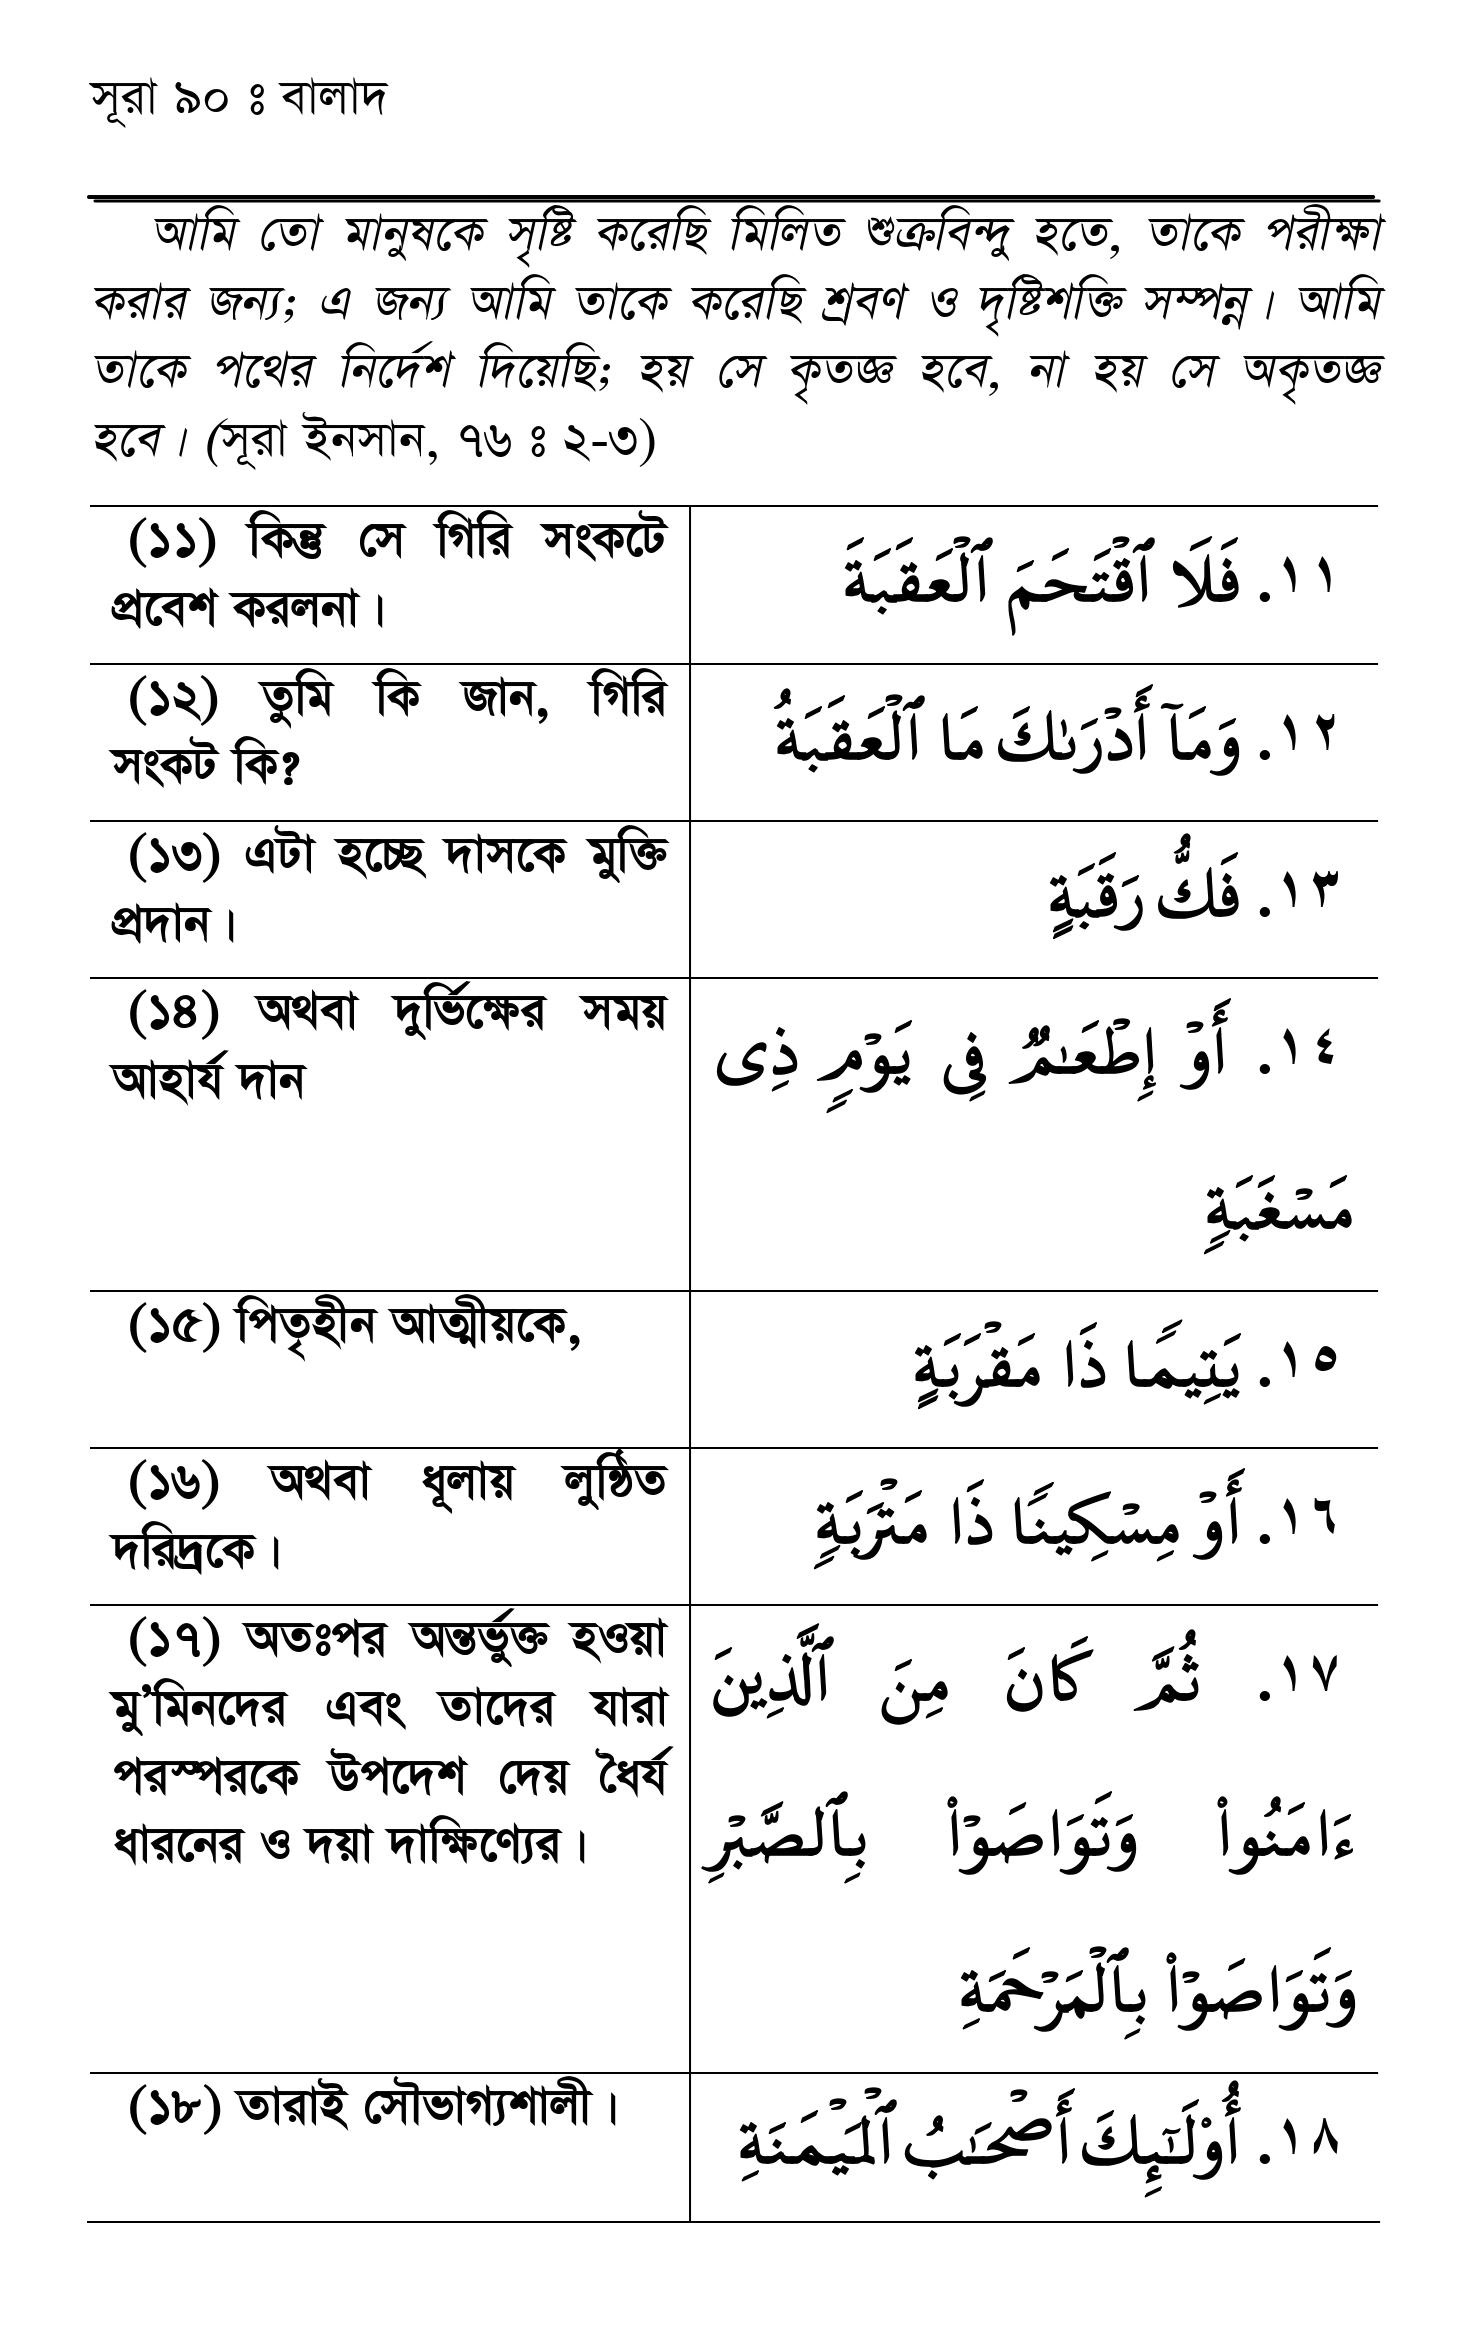 সূরা ৯০ ঃ বালাদ
আমি তো মানুষকে সৃষ্টি করেছি মিলিত শুক্রবিন্দু হতে, তাকে পরীক্ষা
করার জন্য; এ জন্য আমি তাকে করেছি শ্রবণ ও দৃষ্টিশক্তি সম্পন্ন। আমি
তাকে পথের নির্দেশ দিয়েছি; হয় সে কৃতজ্ঞ হবে, না হয় সে অকৃতজ্ঞ
হবে। (সূরা ইনসান, ৭৬ ঃ ২-৩)
(১১) কিন্তু সে গিরি সংকটে
প্রবেশ করলনা।
١١. فَلَا ٱقْتَحَمَ ٱلْعَقَبَةَ
(১২) তুমি কি জান, গিরি
সংকট কি?
١٢. وَمَآ أَدْرَىٰكَ مَا ٱلْعَقَبَةُ
(১৩) এটা হচ্ছে দাসকে মুক্তি
প্রদান।
١٣. فَكُّ رَقَبَةٍ
(১৪) অথবা দুর্ভিক্ষের সময়
আহার্য দান
١٤. أَوْ إِطْعَـٰمٌ فِى يَوْمٍ ذِى
مَسْغَبَةٍ
(১৫) পিতৃহীন আত্মীয়কে,
١٥. يَتِيمًا ذَا مَقْرَبَةٍ
(১৬) অথবা ধূলায় লুন্ঠিত
দরিদ্রকে।
١٦. أَوْ مِسْكِينًا ذَا مَتْرَبَةٍ
(১৭) অতঃপর অন্তর্ভুক্ত হওয়া
মু’মিনদের এবং তাদের যারা
পরস্পরকে উপদেশ দেয় ধৈর্য
ধারনের ও দয়া দাক্ষিণ্যের।
١٧. ثُمَّ كَانَ مِنَ ٱلَّذِينَ
ءَامَنُوا۟ وَتَوَاصَوْا۟ بِٱلصَّبْرِ
وَتَوَاصَوْا۟ بِٱلْمَرْحَمَةِ
(১৮) তারাই সৌভাগ্যশালী।
١٨. أُو۟لَـٰٓئِكَ أَصْحَـٰبُ ٱلْمَيْمَنَةِ